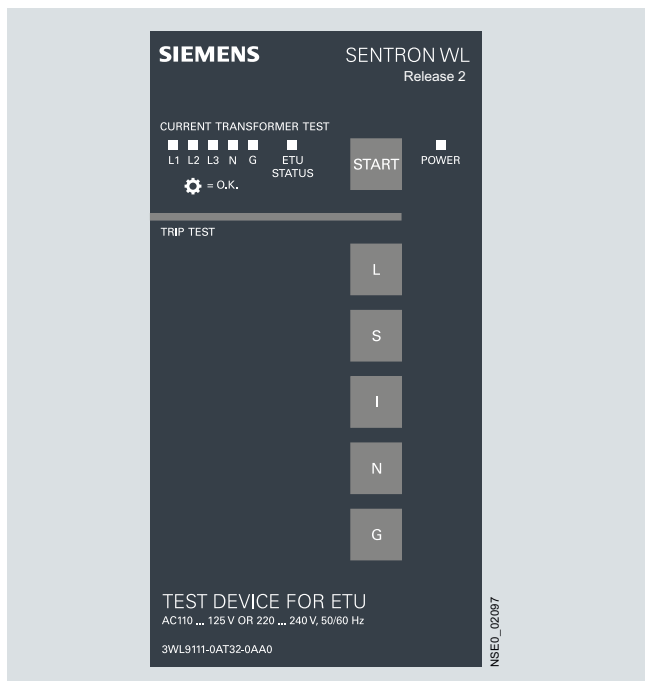 SIEMENS
SENTRON WL
Release 2
CURRENT TRANSFORMER TEST
L1 L2 L3 N G
ETU
STATUS
START
POWER
= O.K.
TRIP TEST
L
S
I
N
G
TEST DEVICE FOR ETU
AC110 ... 125 V OR 220 ... 240 V, 50/60 Hz
3WL9111-0AT32-0AA0
NSE0_02097